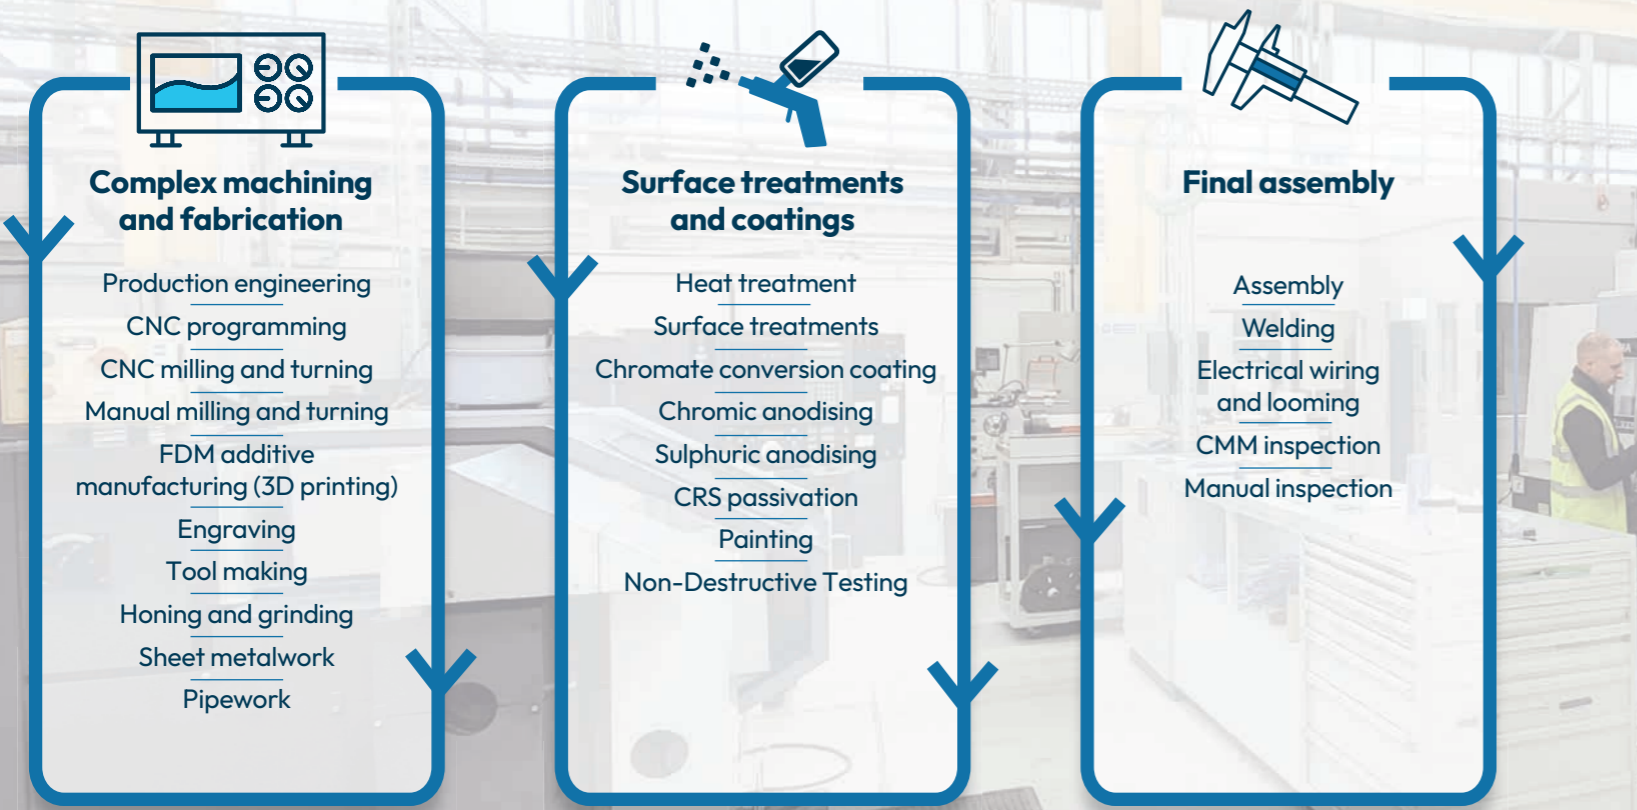 Complex machining
and fabrication
Production engineering
CNC programming
CNC milling and turning
Manual milling and turning
FDM additive
manufacturing (3D printing)
Engraving
Tool making
Honing and grinding
Sheet metalwork
Pipework
Surface treatments
and coatings
Heat treatment
Surface treatments
Chromate conversion coating
Chromic anodising
Sulphuric anodising
CRS passivation
Painting
Non-Destructive Testing
Final assembly
Assembly
Welding
Electrical wiring
and looming
CMM inspection
Manual inspection